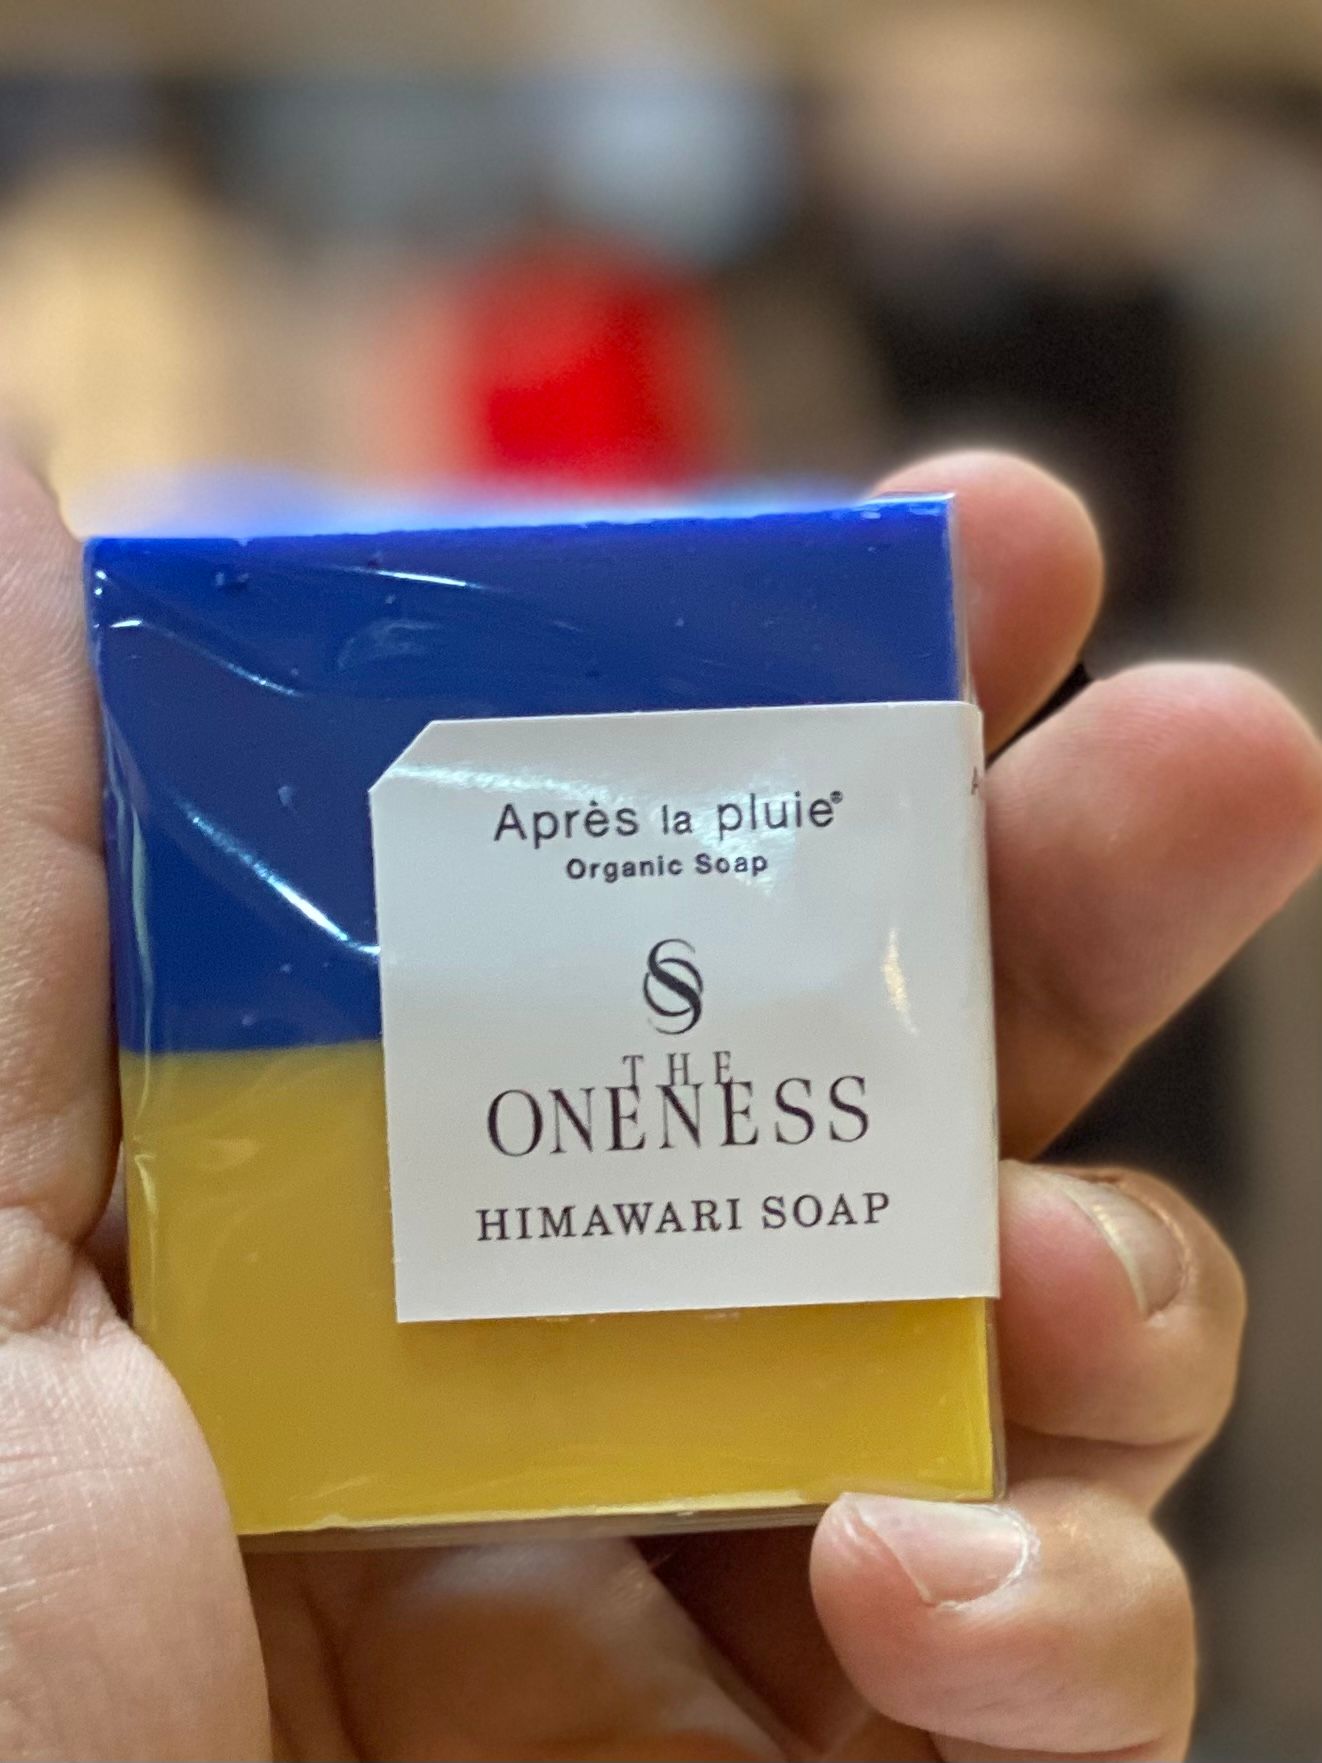 Après la pluie®
Organic Soap
THE
ONENESS
HIMAWARI SOAP